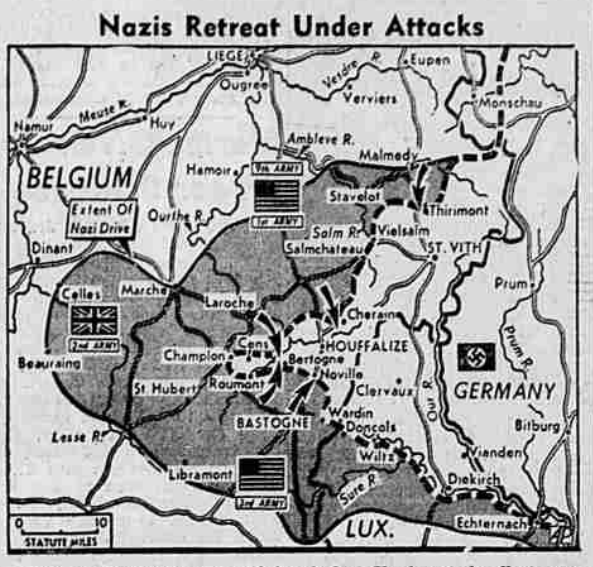 Nazis Retreat Under Attacks
LIEGE
Ougree
Verdre R.
Eupen
Verviers
Monschau
Meuse R.
Huy
Namur
Ambleve R.
Malmedy
Hamoir
9th ARMY
1st ARMY
BELGIUM
Stavelot
Thirimont
Extent Of
Nazi Drive
Ourthe R.
Salm R.
Vielsalm
Salmchateau
ST. VITH
Dinant
Celles
Marche
Laroche
Prum
2nd ARMY
Cherain
Cens
HOUFFALIZE
Champlon
Bertogne
Beauraing
Noville
Prum R.
Roumont
St. Hubert
Clervaux
Our R.
GERMANY
BASTOGNE
Wardin
Doncols
Bitburg
Lesse R.
Wiltz
Vianden
Libramont
Diekirch
Sure R
3rd ARMY
LUX.
Echternach
AP
0 10
STATUTE MILES